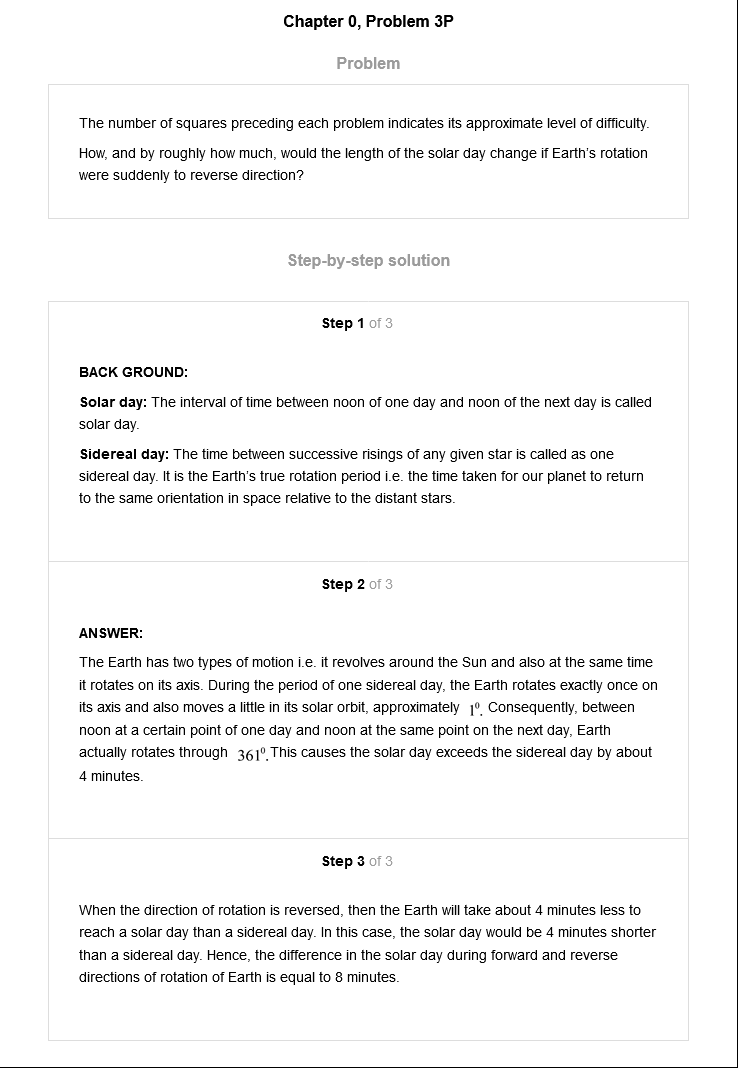 Chapter 0, Problem 3P
Problem
The number of squares preceding each problem indicates its approximate level of difficulty.
How, and by roughly how much, would the length of the solar day change if Earth's rotation
were suddenly to reverse direction?
Step-by-step solution
Step 1 of 3
BACK GROUND:
Solar day: The interval of time between noon of one day and noon of the next day is called
solar day.
Sidereal day: The time between successive risings of any given star is called as one
sidereal day. It is the Earth's true rotation period i.e. the time taken for our planet to return
to the same orientation in space relative to the distant stars.
Step 2 of 3
ANSWER:
The Earth has two types of motion i.e. it revolves around the Sun and also at the same time
it rotates on its axis. During the period of one sidereal day, the Earth rotates exactly once on
its axis and also moves a little in its solar orbit, approximately 1⁰. Consequently, between
noon at a certain point of one day and noon at the same point on the next day, Earth
actually rotates through 361⁰. This causes the solar day exceeds the sidereal day by about
4 minutes.
Step 3 of 3
When the direction of rotation is reversed, then the Earth will take about 4 minutes less to
reach a solar day than a sidereal day. In this case, the solar day would be 4 minutes shorter
than a sidereal day. Hence, the difference in the solar day during forward and reverse
directions of rotation of Earth is equal to 8 minutes.